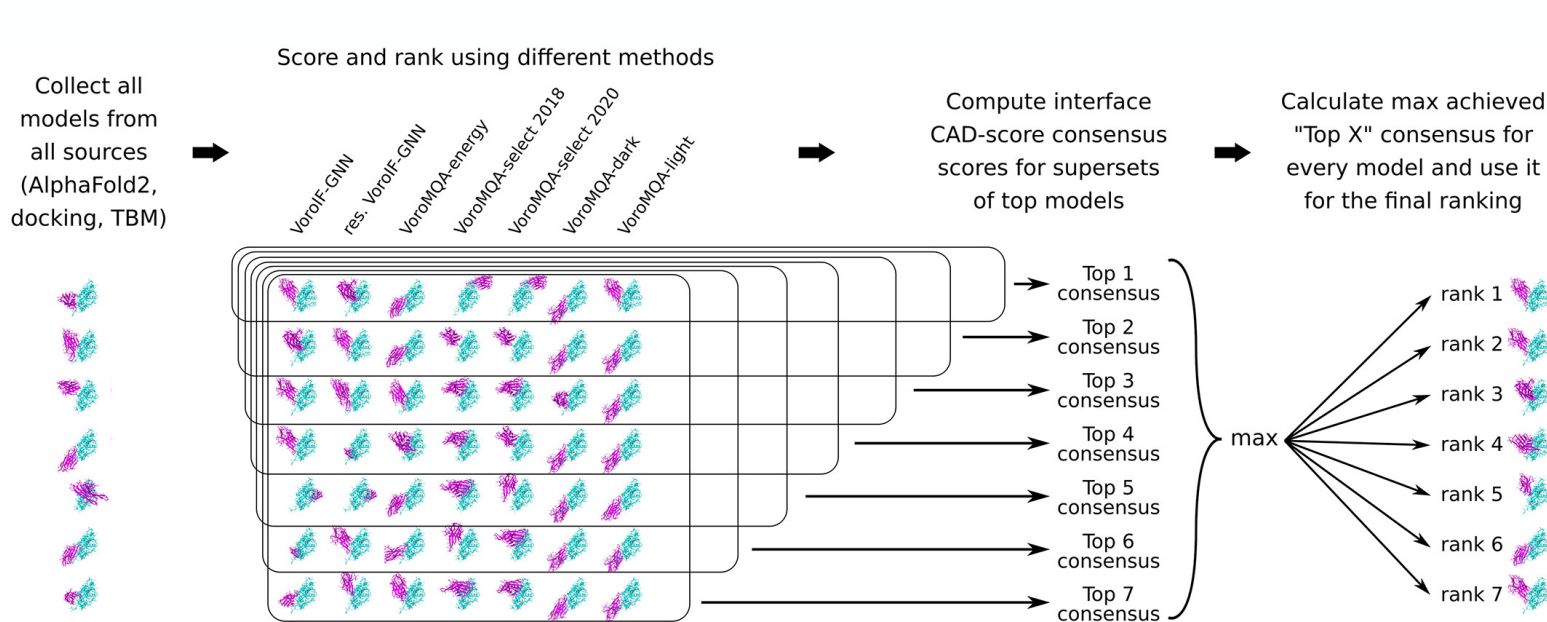 Collect all
models from
all sources
(AlphaFold2,
docking, TBM)
Score and rank using different methods
VoroIF-GNN
res. VoroIF-GNN
VoroMQA-energy
VoroMQA-select 2018
VoroMQA-select 2020
VoroMQA-dark
VoroMQA-light
Compute interface
CAD-score consensus
scores for supersets
of top models
Calculate max achieved
"Top X" consensus for
every model and use it
for the final ranking
Top 1
consensus
Top 2
consensus
Top 3
consensus
Top 4
consensus
Top 5
consensus
Top 6
consensus
Top 7
consensus
max
rank 1
rank 2
rank 3
rank 4
rank 5
rank 6
rank 7